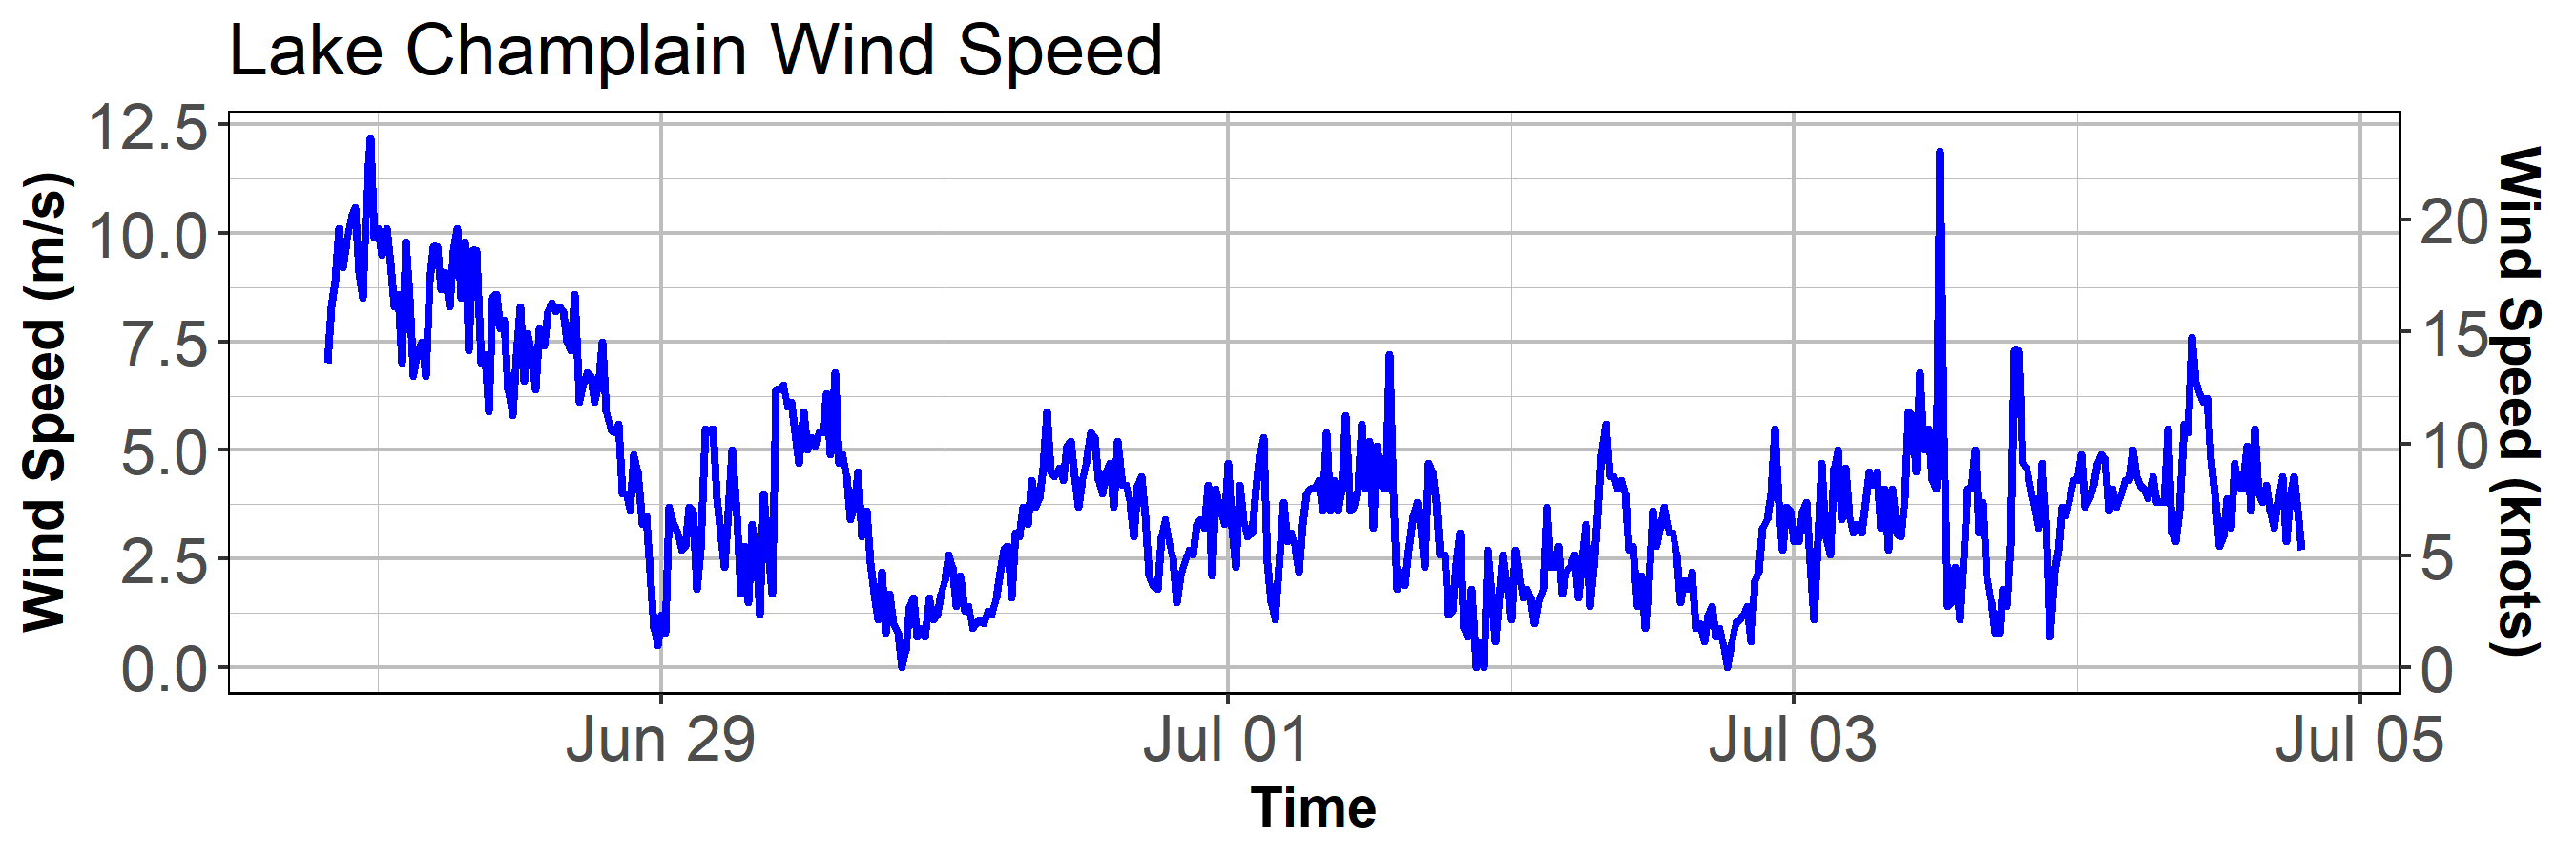 Lake Champlain Wind Speed
Wind Speed (m/s)
12.5
10.0
7.5
5.0
2.5
0.0
20
15
10
5
0
Wind Speed (knots)
Jun 29
Jul 01
Jul 03
Jul 05
Time